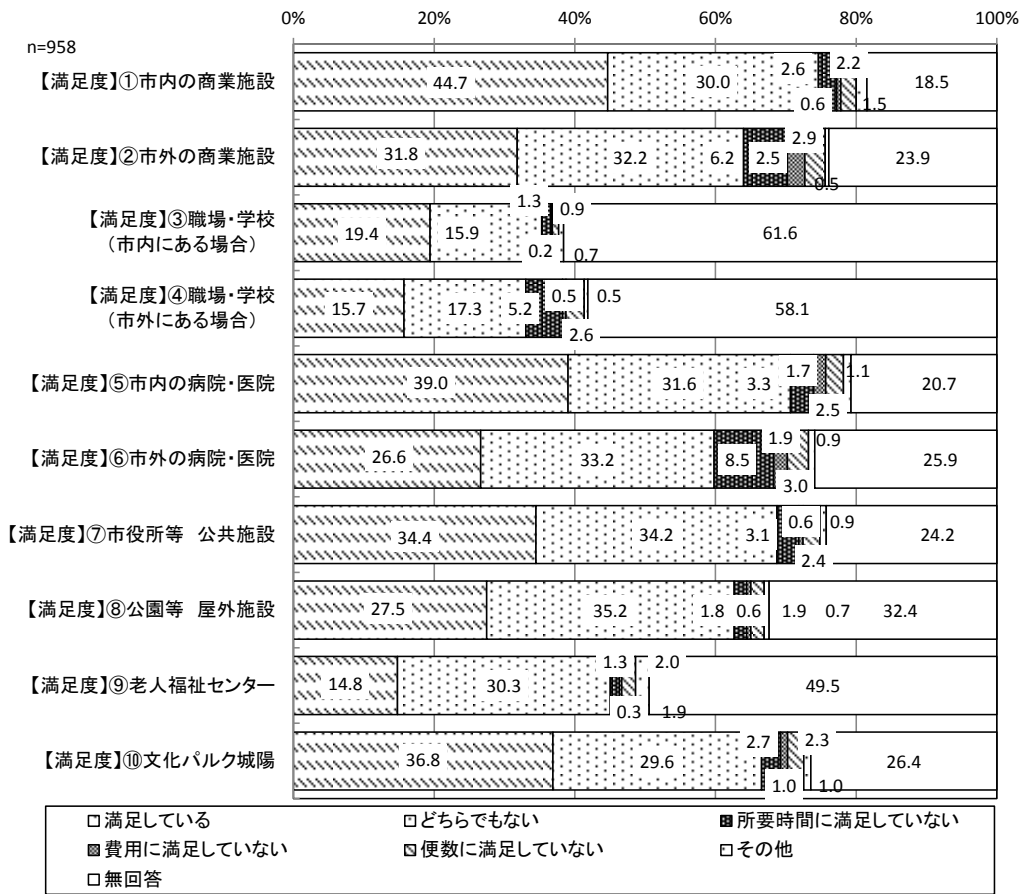 0% 20% 40% 60% 80% 100%
n=958
【満足度】①市内の商業施設 44.7 30.0 2.6 0.6 2.2 1.5 18.5
【満足度】②市外の商業施設 31.8 32.2 6.2 2.5 2.9 0.5 23.9
【満足度】③職場・学校
（市内にある場合） 19.4 15.9 1.3 0.2 0.9 0.7 61.6
【満足度】④職場・学校
（市外にある場合） 15.7 17.3 5.2 0.5 2.6 0.5 58.1
【満足度】⑤市内の病院・医院 39.0 31.6 3.3 1.7 2.5 1.1 20.7
【満足度】⑥市外の病院・医院 26.6 33.2 8.5 1.9 3.0 0.9 25.9
【満足度】⑦市役所等 公共施設 34.4 34.2 3.1 0.6 2.4 0.9 24.2
【満足度】⑧公園等 屋外施設 27.5 35.2 1.8 0.6 1.9 0.7 32.4
【満足度】⑨老人福祉センター 14.8 30.3 1.3 0.3 2.0 1.9 49.5
【満足度】⑩文化パルク城陽 36.8 29.6 2.7 1.0 2.3 1.0 26.4
満足している どちらでもない 所要時間に満足していない
費用に満足していない 便数に満足していない その他
無回答